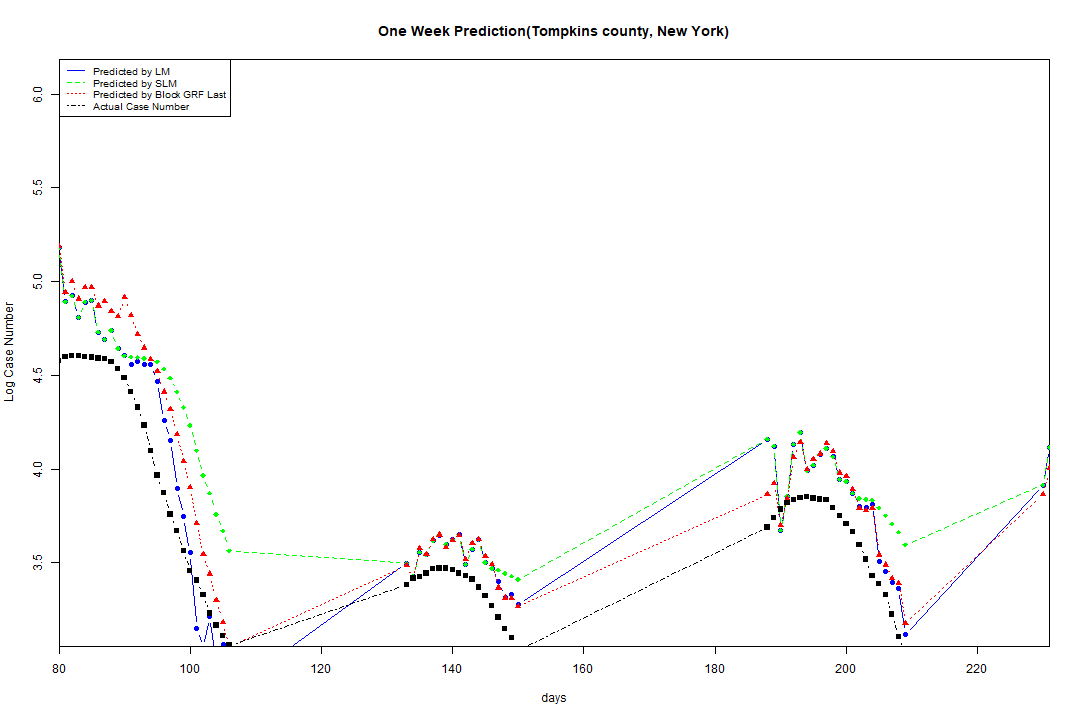 One Week Prediction(Tompkins county, New York)
Predicted by LM
Predicted by SLM
Predicted by Block GRF Last
Actual Case Number
6.0
5.5
5.0
4.5
4.0
3.5
Log Case Number
80 100 120 140 160 180 200 220
days